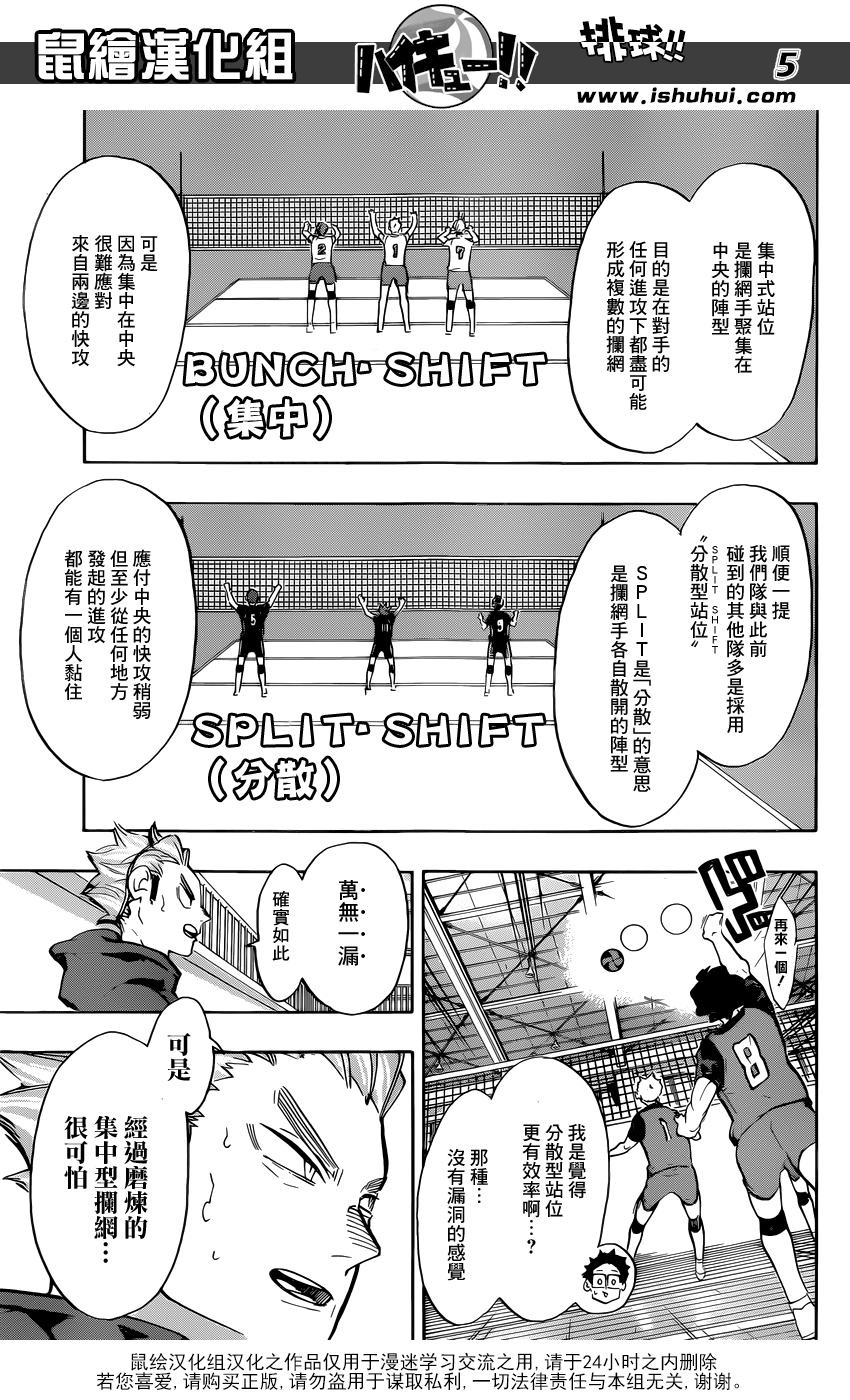 鼠繪漢化組
ハイキュー!!
排球!!
5
www.ishuhui.com
集中式站位
是攔網手聚集在
中央的陣型
目的是在對手的
任何進攻下都盡可能
形成複數的攔網
2
1
7
可是
因為集中在中央
很難應對
來自兩邊的快攻
BUNCH・SHIFT
(集中)
順便一提
我們隊與此前
碰到的其他隊多是採用
〝分散型站位〞
SPLIT SHIFT
SPLIT是「分散」的意思
是攔網手各自散開的陣型
5
11
9
應付中央的快攻稍弱
但至少從任何地方
發起的進攻
都能有一個人黏住
SPLIT・SHIFT
(分散)
再來一個!
8
1
我是覺得
分散型站位
更有效率啊…?
那種…
沒有漏洞的感覺
萬無一漏
確實如此
可是
經過磨煉的
集中型攔網…
很可怕
鼠绘汉化组汉化之作品仅用于漫迷学习交流之用, 请于24小时之内删除
若您喜爱, 请购买正版, 请勿盗用于谋取私利, 一切法律责任与本组无关, 谢谢。